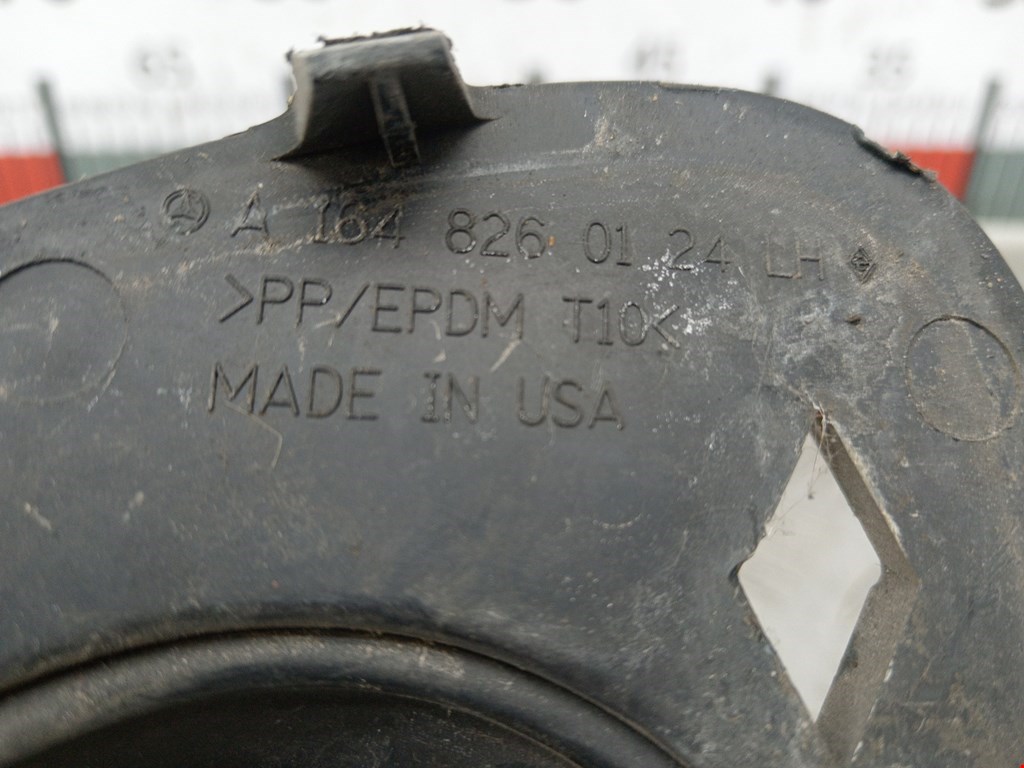 A 164 826 01 24 LH
>PP/EPDM T10<
MADE IN USA